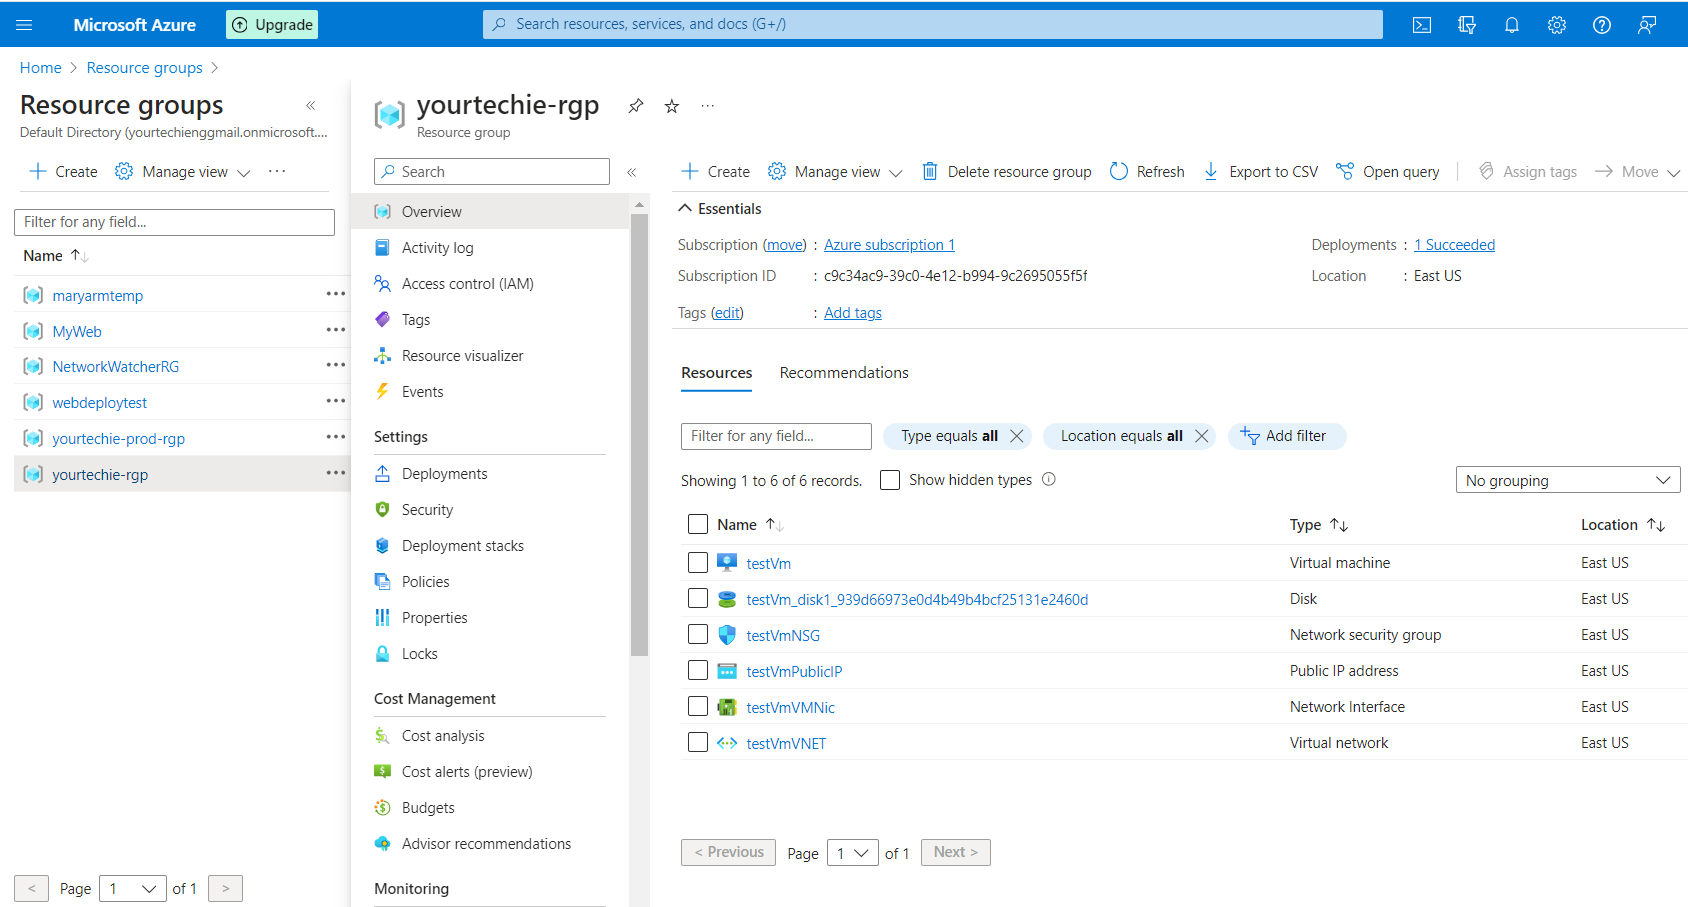 Microsoft Azure
Upgrade
Search resources, services, and docs (G+/)
Home > Resource groups >
Resource groups «
Default Directory (yourtechienggmail.onmicrosoft....
+ Create Manage view ...
Filter for any field...
Name ↑↓
maryarmtemp ...
MyWeb ...
NetworkWatcherRG ...
webdeploytest ...
yourtechie-prod-rgp ...
yourtechie-rgp ...
< Page 1 of 1 >
yourtechie-rgp ...
Resource group
Search «
Overview
Activity log
Access control (IAM)
Tags
Resource visualizer
Events
Settings
Deployments
Security
Deployment stacks
Policies
Properties
Locks
Cost Management
Cost analysis
Cost alerts (preview)
Budgets
Advisor recommendations
Monitoring
+ Create Manage view Delete resource group Refresh Export to CSV Open query Assign tags Move
Essentials
Subscription (move) : Azure subscription 1 Deployments : 1 Succeeded
Subscription ID : c9c34ac9-39c0-4e12-b994-9c2695055f5f Location : East US
Tags (edit) : Add tags
Resources Recommendations
Filter for any field... Type equals all Location equals all Add filter
Showing 1 to 6 of 6 records. Show hidden types No grouping
Name ↑↓ Type ↑↓ Location ↑↓
testVm Virtual machine East US
testVm_disk1_939d66973e0d4b49b4bcf25131e2460d Disk East US
testVmNSG Network security group East US
testVmPublicIP Public IP address East US
testVmVMNic Network Interface East US
testVmVNET Virtual network East US
< Previous Page 1 of 1 Next >